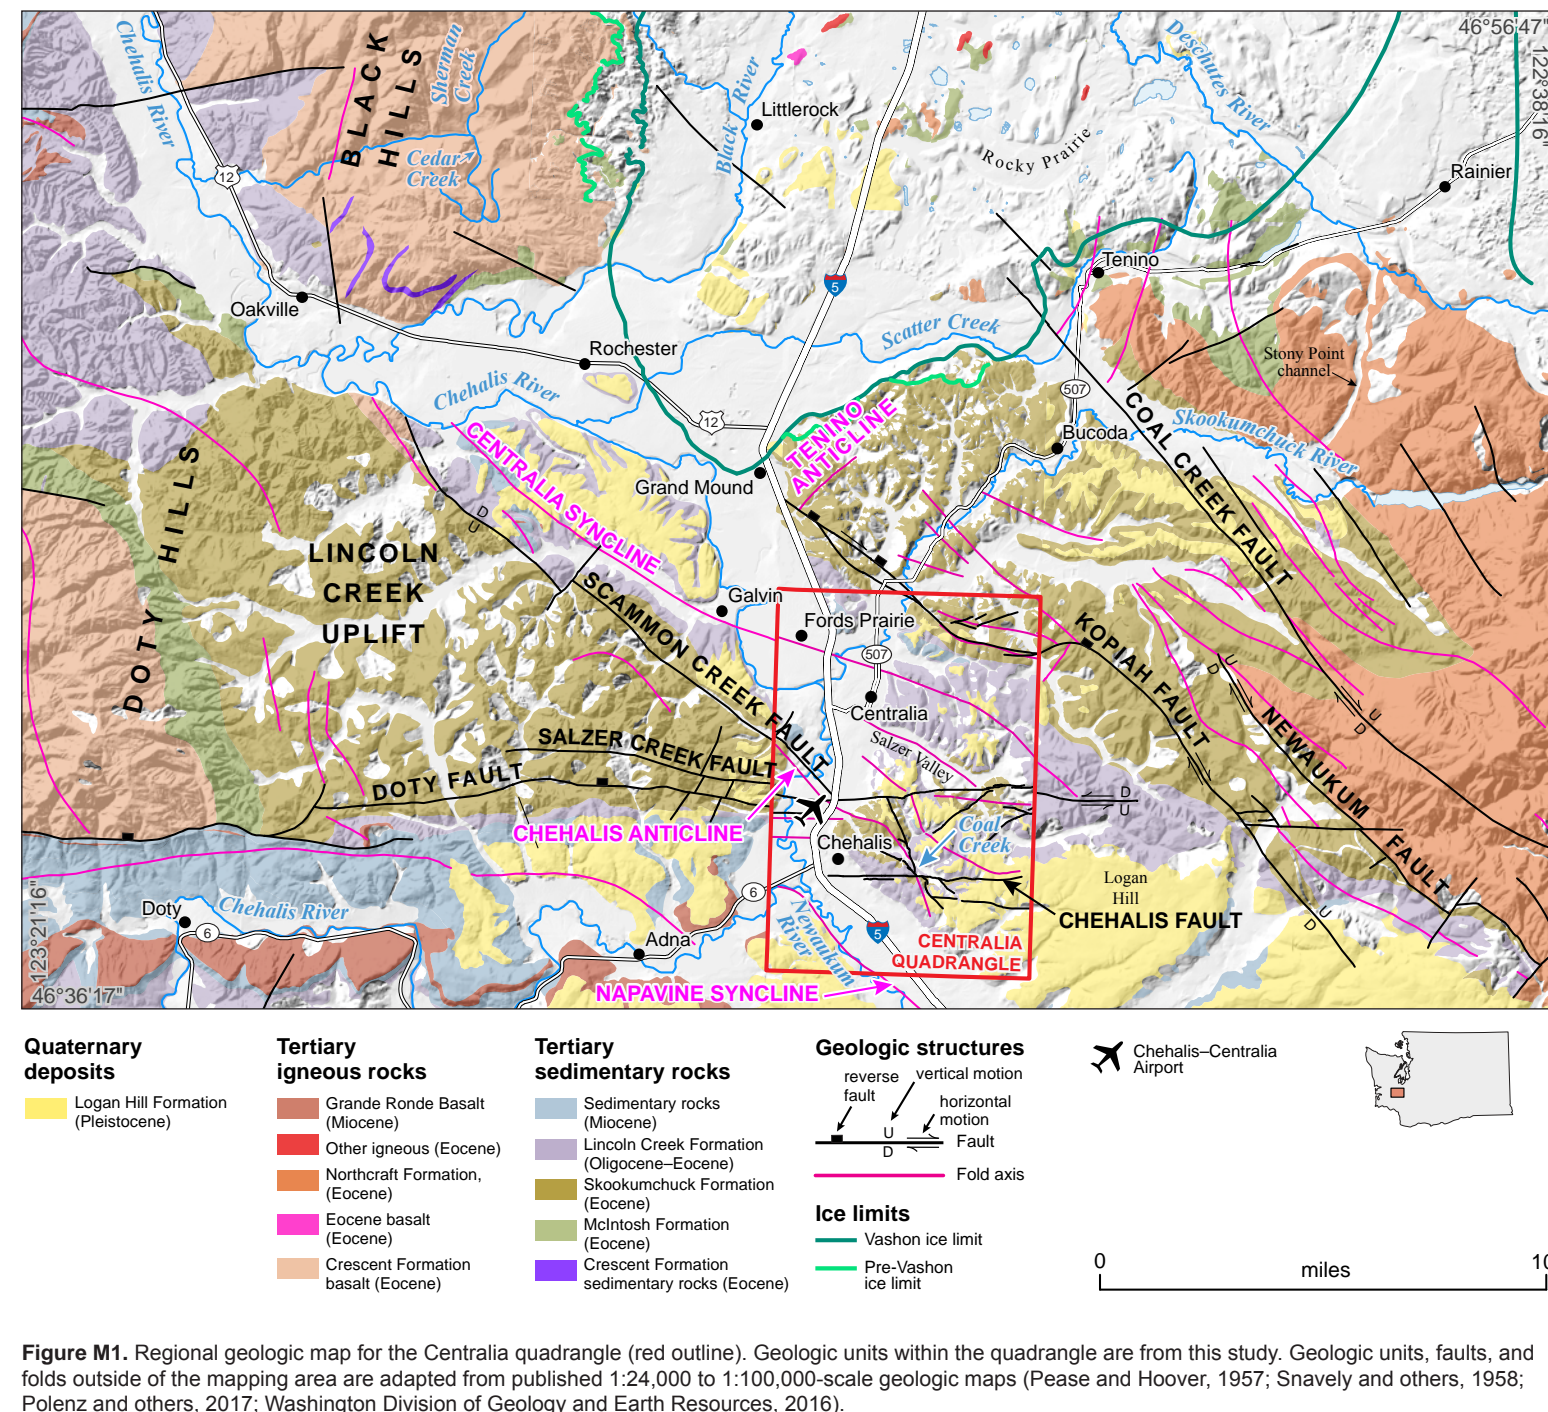 46°56'47"
122°38'16"
Chehalis River
BLACK
HILLS
Sherman
Creek
Cedar
Creek
Black River
Littlerock
Deschutes River
Rocky Prairie
Rainier
12
5
Tenino
Oakville
Rochester
Scatter Creek
Stony Point
channel
Chehalis River
12
507
COAL CREEK FAULT
Skookumchuck River
Bucoda
TENINO
ANTICLINE
Grand Mound
CENTRALIA SYNCLINE
D
U
DOTY HILLS
LINCOLN
CREEK
UPLIFT
SCAMMON CREEK FAULT
Galvin
Fords Prairie
507
KOPIAH FAULT
U
D
NEWAUKUM FAULT
U
D
Centralia
Salzer Valley
SALZER CREEK FAULT
DOTY FAULT
D
U
CHEHALIS ANTICLINE
Coal
Creek
Chehalis
Logan
Hill
CHEHALIS FAULT
U
D
6
Doty
Chehalis River
6
Adna
Newaukum
River
5
CENTRALIA
QUADRANGLE
NAPAVINE SYNCLINE
123°21'16"
46°36'17"
Quaternary
deposits
Logan Hill Formation
(Pleistocene)
Tertiary
igneous rocks
Grande Ronde Basalt
(Miocene)
Other igneous (Eocene)
Northcraft Formation,
(Eocene)
Eocene basalt
(Eocene)
Crescent Formation
basalt (Eocene)
Tertiary
sedimentary rocks
Sedimentary rocks
(Miocene)
Lincoln Creek Formation
(Oligocene–Eocene)
Skookumchuck Formation
(Eocene)
McIntosh Formation
(Eocene)
Crescent Formation
sedimentary rocks (Eocene)
Geologic structures
reverse
fault
vertical motion
horizontal
motion
U
D
Fault
Fold axis
Ice limits
Vashon ice limit
Pre-Vashon
ice limit
Chehalis–Centralia
Airport
0
10
miles
Figure M1. Regional geologic map for the Centralia quadrangle (red outline). Geologic units within the quadrangle are from this study. Geologic units, faults, and
folds outside of the mapping area are adapted from published 1:24,000 to 1:100,000-scale geologic maps (Pease and Hoover, 1957; Snavely and others, 1958;
Polenz and others, 2017; Washington Division of Geology and Earth Resources, 2016).